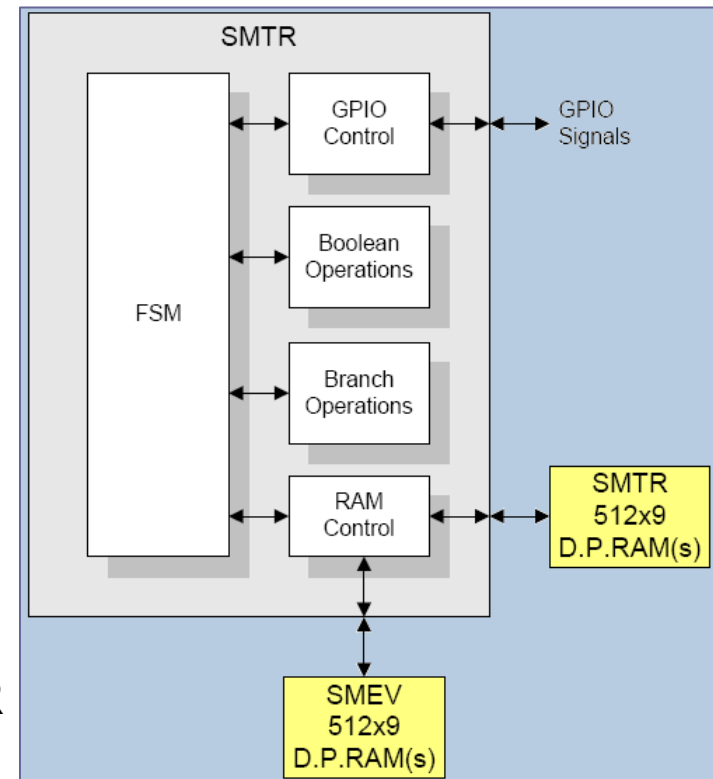 SMTR
GPIO
Control
GPIO
Signals
Boolean
Operations
FSM
Branch
Operations
RAM
Control
SMTR
512x9
D.P.RAM(s)
SMEV
512x9
D.P.RAM(s)
R